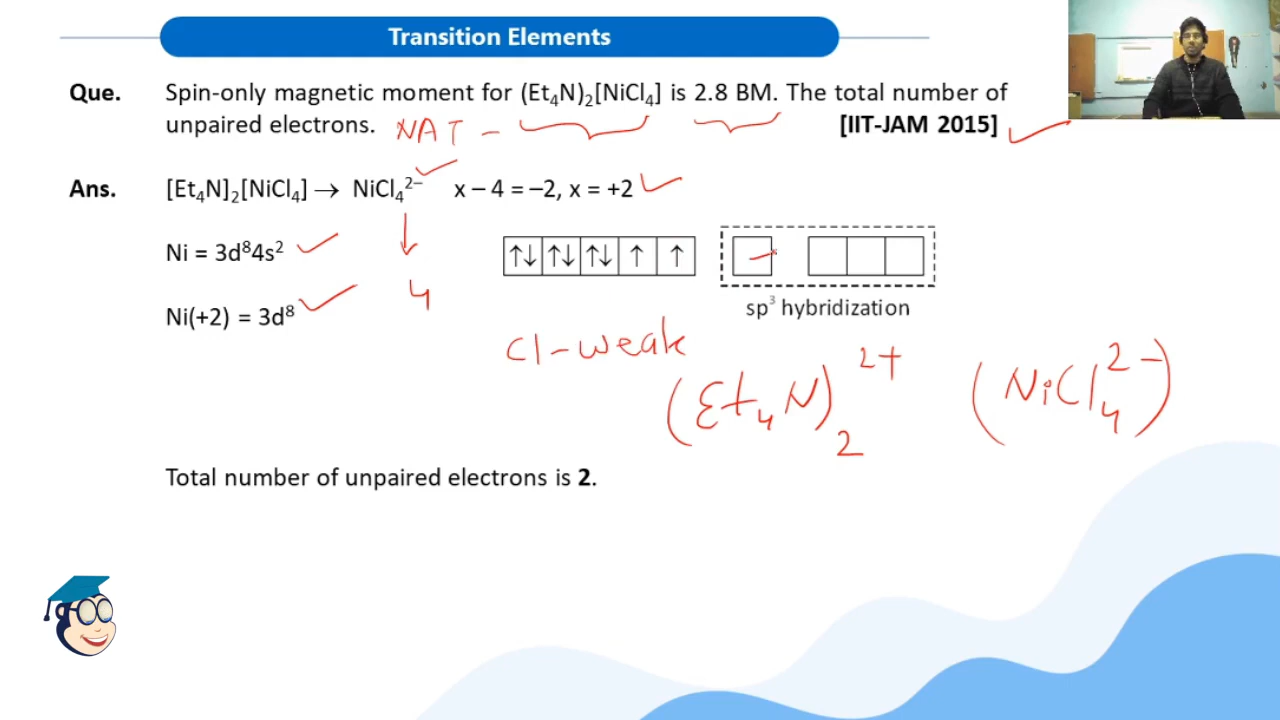 Transition Elements
Que. Spin-only magnetic moment for (Et₄N)₂[NiCl₄] is 2.8 BM. The total number of
unpaired electrons. NAT – [IIT-JAM 2015]
Ans. [Et₄N]₂[NiCl₄] → NiCl₄²⁻ x – 4 = –2, x = +2
Ni = 3d⁸4s²
↑↓ ↑↓ ↑↓ ↑ ↑
4
sp³ hybridization
Ni(+2) = 3d⁸
Cl-weak
(Et₄N)₂²⁺ (NiCl₄²⁻)
Total number of unpaired electrons is 2.